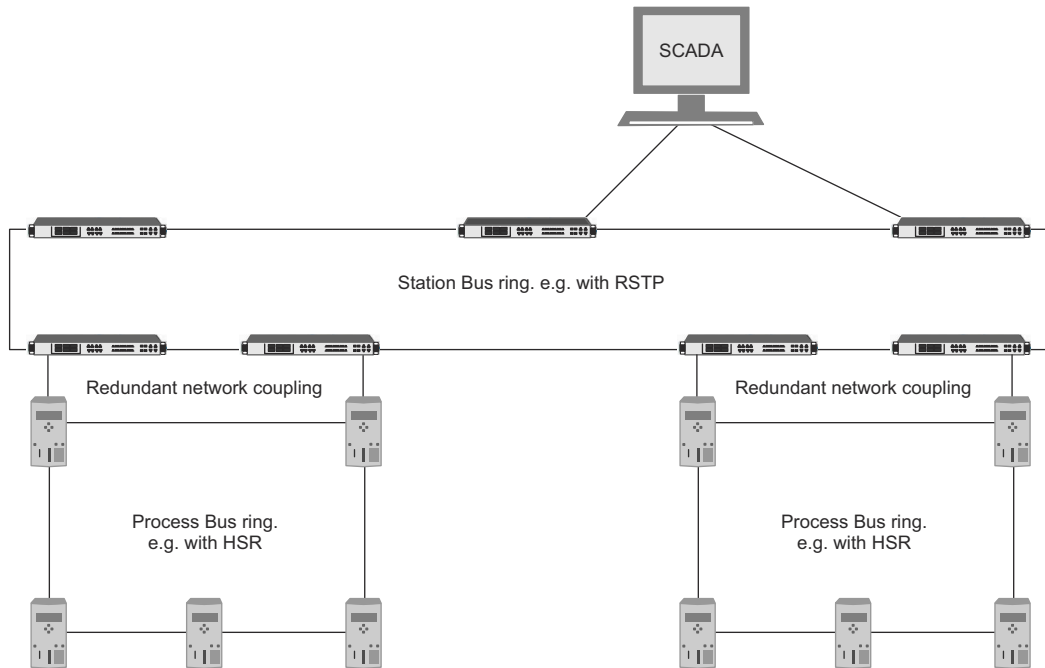 SCADA
Station Bus ring. e.g. with RSTP
Redundant network coupling
Redundant network coupling
Process Bus ring.
e.g. with HSR
Process Bus ring.
e.g. with HSR